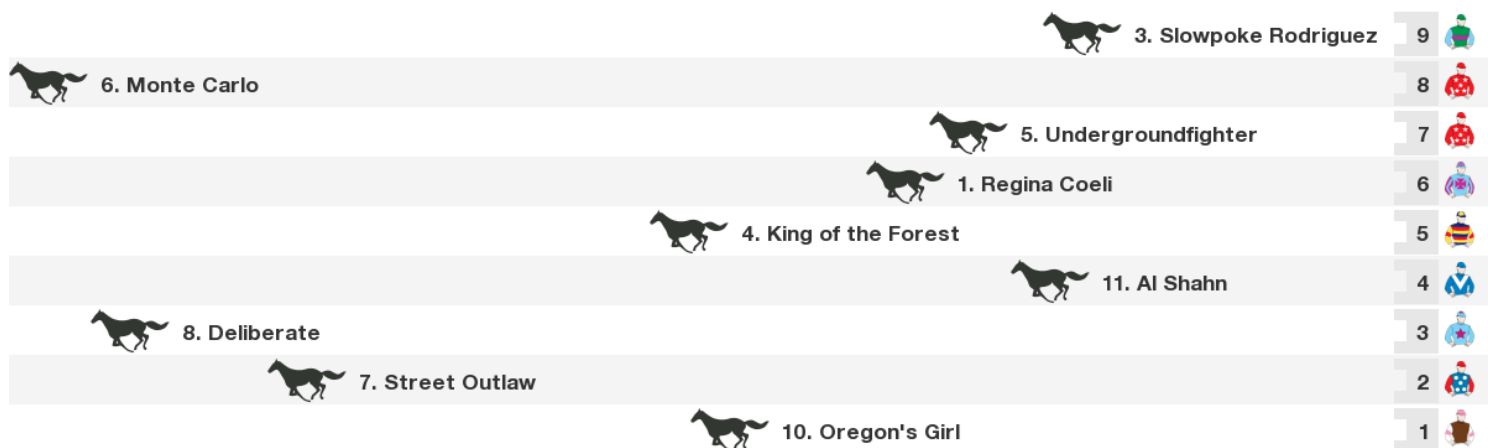 3. Slowpoke Rodriguez 9
6. Monte Carlo 8
5. Undergroundfighter 7
1. Regina Coeli 6
4. King of the Forest 5
11. Al Shahn 4
8. Deliberate 3
7. Street Outlaw 2
10. Oregon's Girl 1